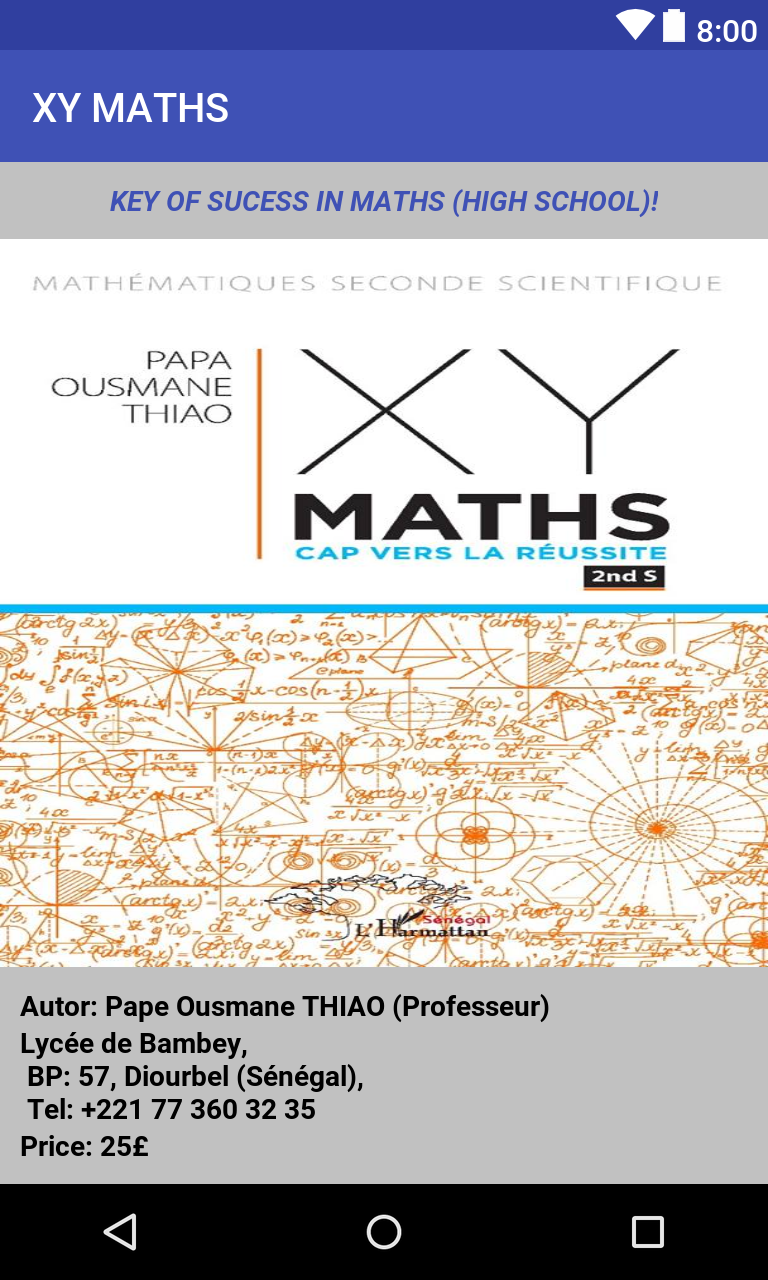 8:00
XY MATHS
KEY OF SUCESS IN MATHS (HIGH SCHOOL)!
MATHÉMATIQUES SECONDE SCIENTIFIQUE
PAPA
OUSMANE
THIAO
XY
MATHS
CAP VERS LA RÉUSSITE
2nd S
Sénégal
L'Harmattan
Autor: Pape Ousmane THIAO (Professeur)
Lycée de Bambey,
BP: 57, Diourbel (Sénégal),
Tel: +221 77 360 32 35
Price: 25£